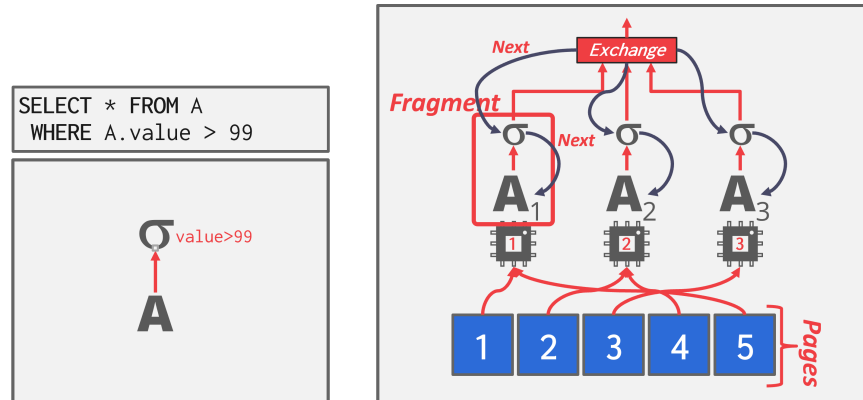 SELECT * FROM A
WHERE A.value > 99
σ value>99
A
Exchange
Next
Fragment
σ
Next
σ
σ
A1
A2
A3
1
2
3
1
2
3
4
5
Pages